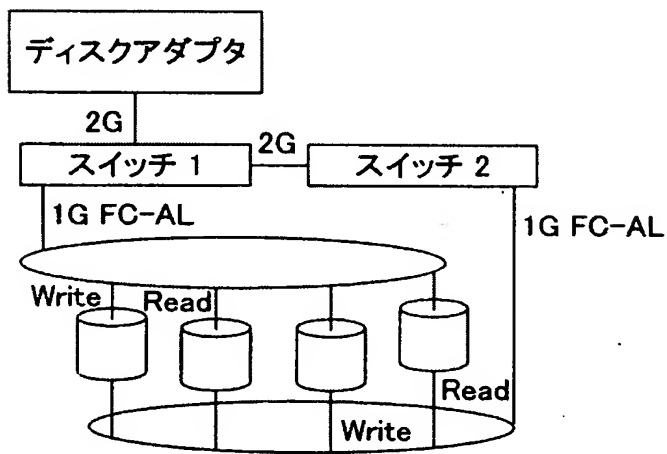 ディスクアダプタ
2G
2G
スイッチ 1
スイッチ 2
1G FC-AL
1G FC-AL
Write
Read
Read
Write